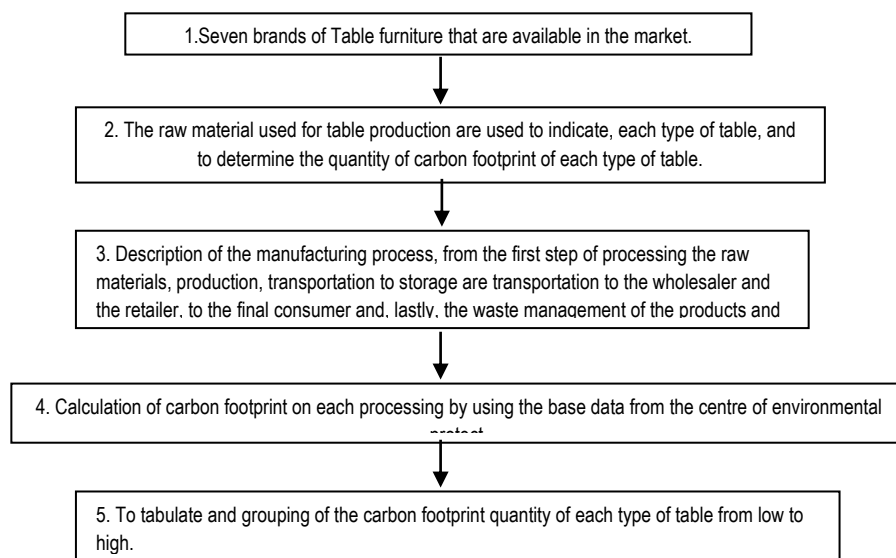 1.Seven brands of Table furniture that are available in the market.
2. The raw material used for table production are used to indicate, each type of table, and
to determine the quantity of carbon footprint of each type of table.
3. Description of the manufacturing process, from the first step of processing the raw
materials, production, transportation to storage are transportation to the wholesaler and
the retailer, to the final consumer and, lastly, the waste management of the products and
4. Calculation of carbon footprint on each processing by using the base data from the centre of environmental
protect
5. To tabulate and grouping of the carbon footprint quantity of each type of table from low to
high.